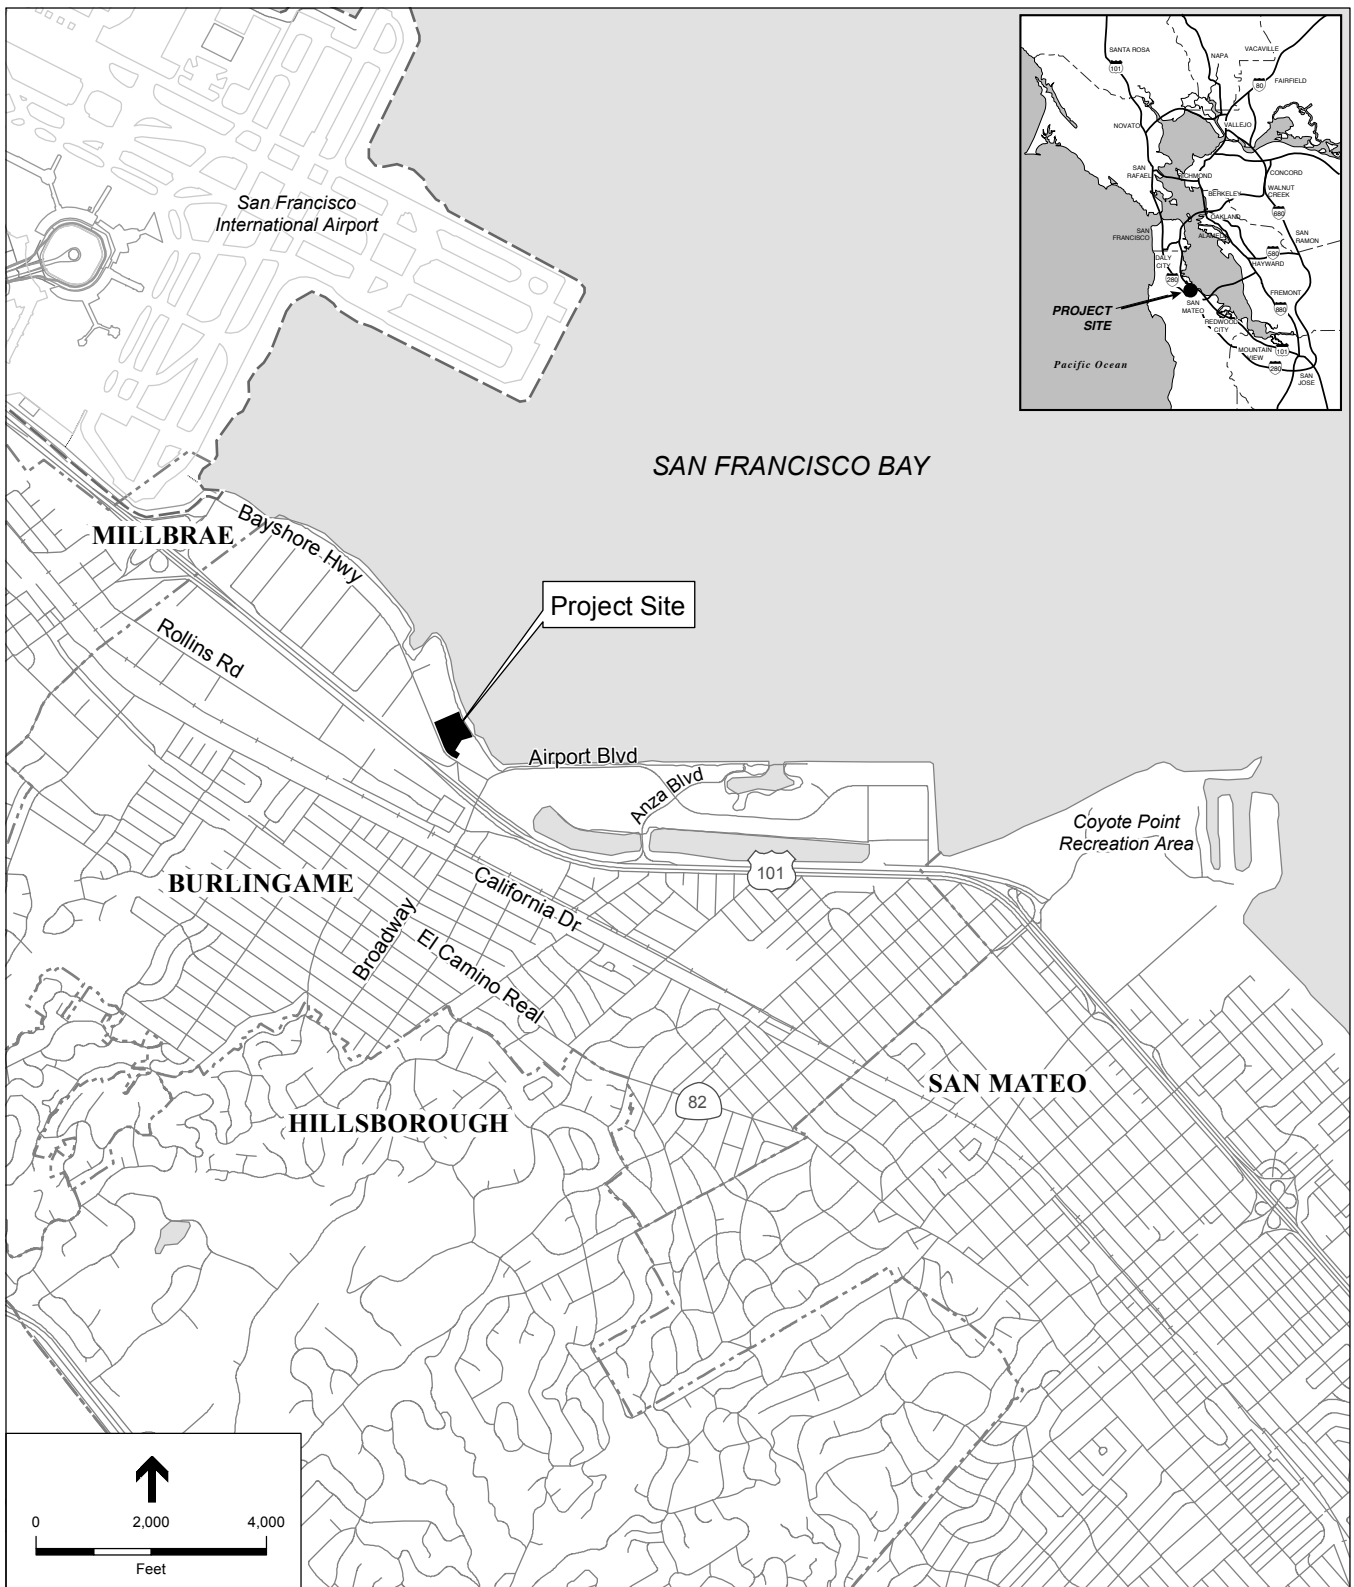 SANTA ROSA
NAPA
VACAVILLE
101
80
FAIRFIELD
NOVATO
VALLEJO
SAN
RAFAEL
RICHMOND
CONCORD
BERKELEY
WALNUT
CREEK
OAKLAND
680
SAN
FRANCISCO
ALAMEDA
SAN
RAMON
580
DALY
CITY
HAYWARD
280
FREMONT
SAN
MATEO
880
PROJECT
SITE
REDWOOD
CITY
MOUNTAIN
VIEW
101
Pacific Ocean
280
SAN
JOSE
San Francisco
International Airport
SAN FRANCISCO BAY
MILLBRAE
Bayshore Hwy
Project Site
Rollins Rd
Airport Blvd
Anza Blvd
Coyote Point
Recreation Area
101
BURLINGAME
California Dr
Broadway
El Camino Real
SAN MATEO
82
HILLSBOROUGH
0
2,000
4,000
Feet